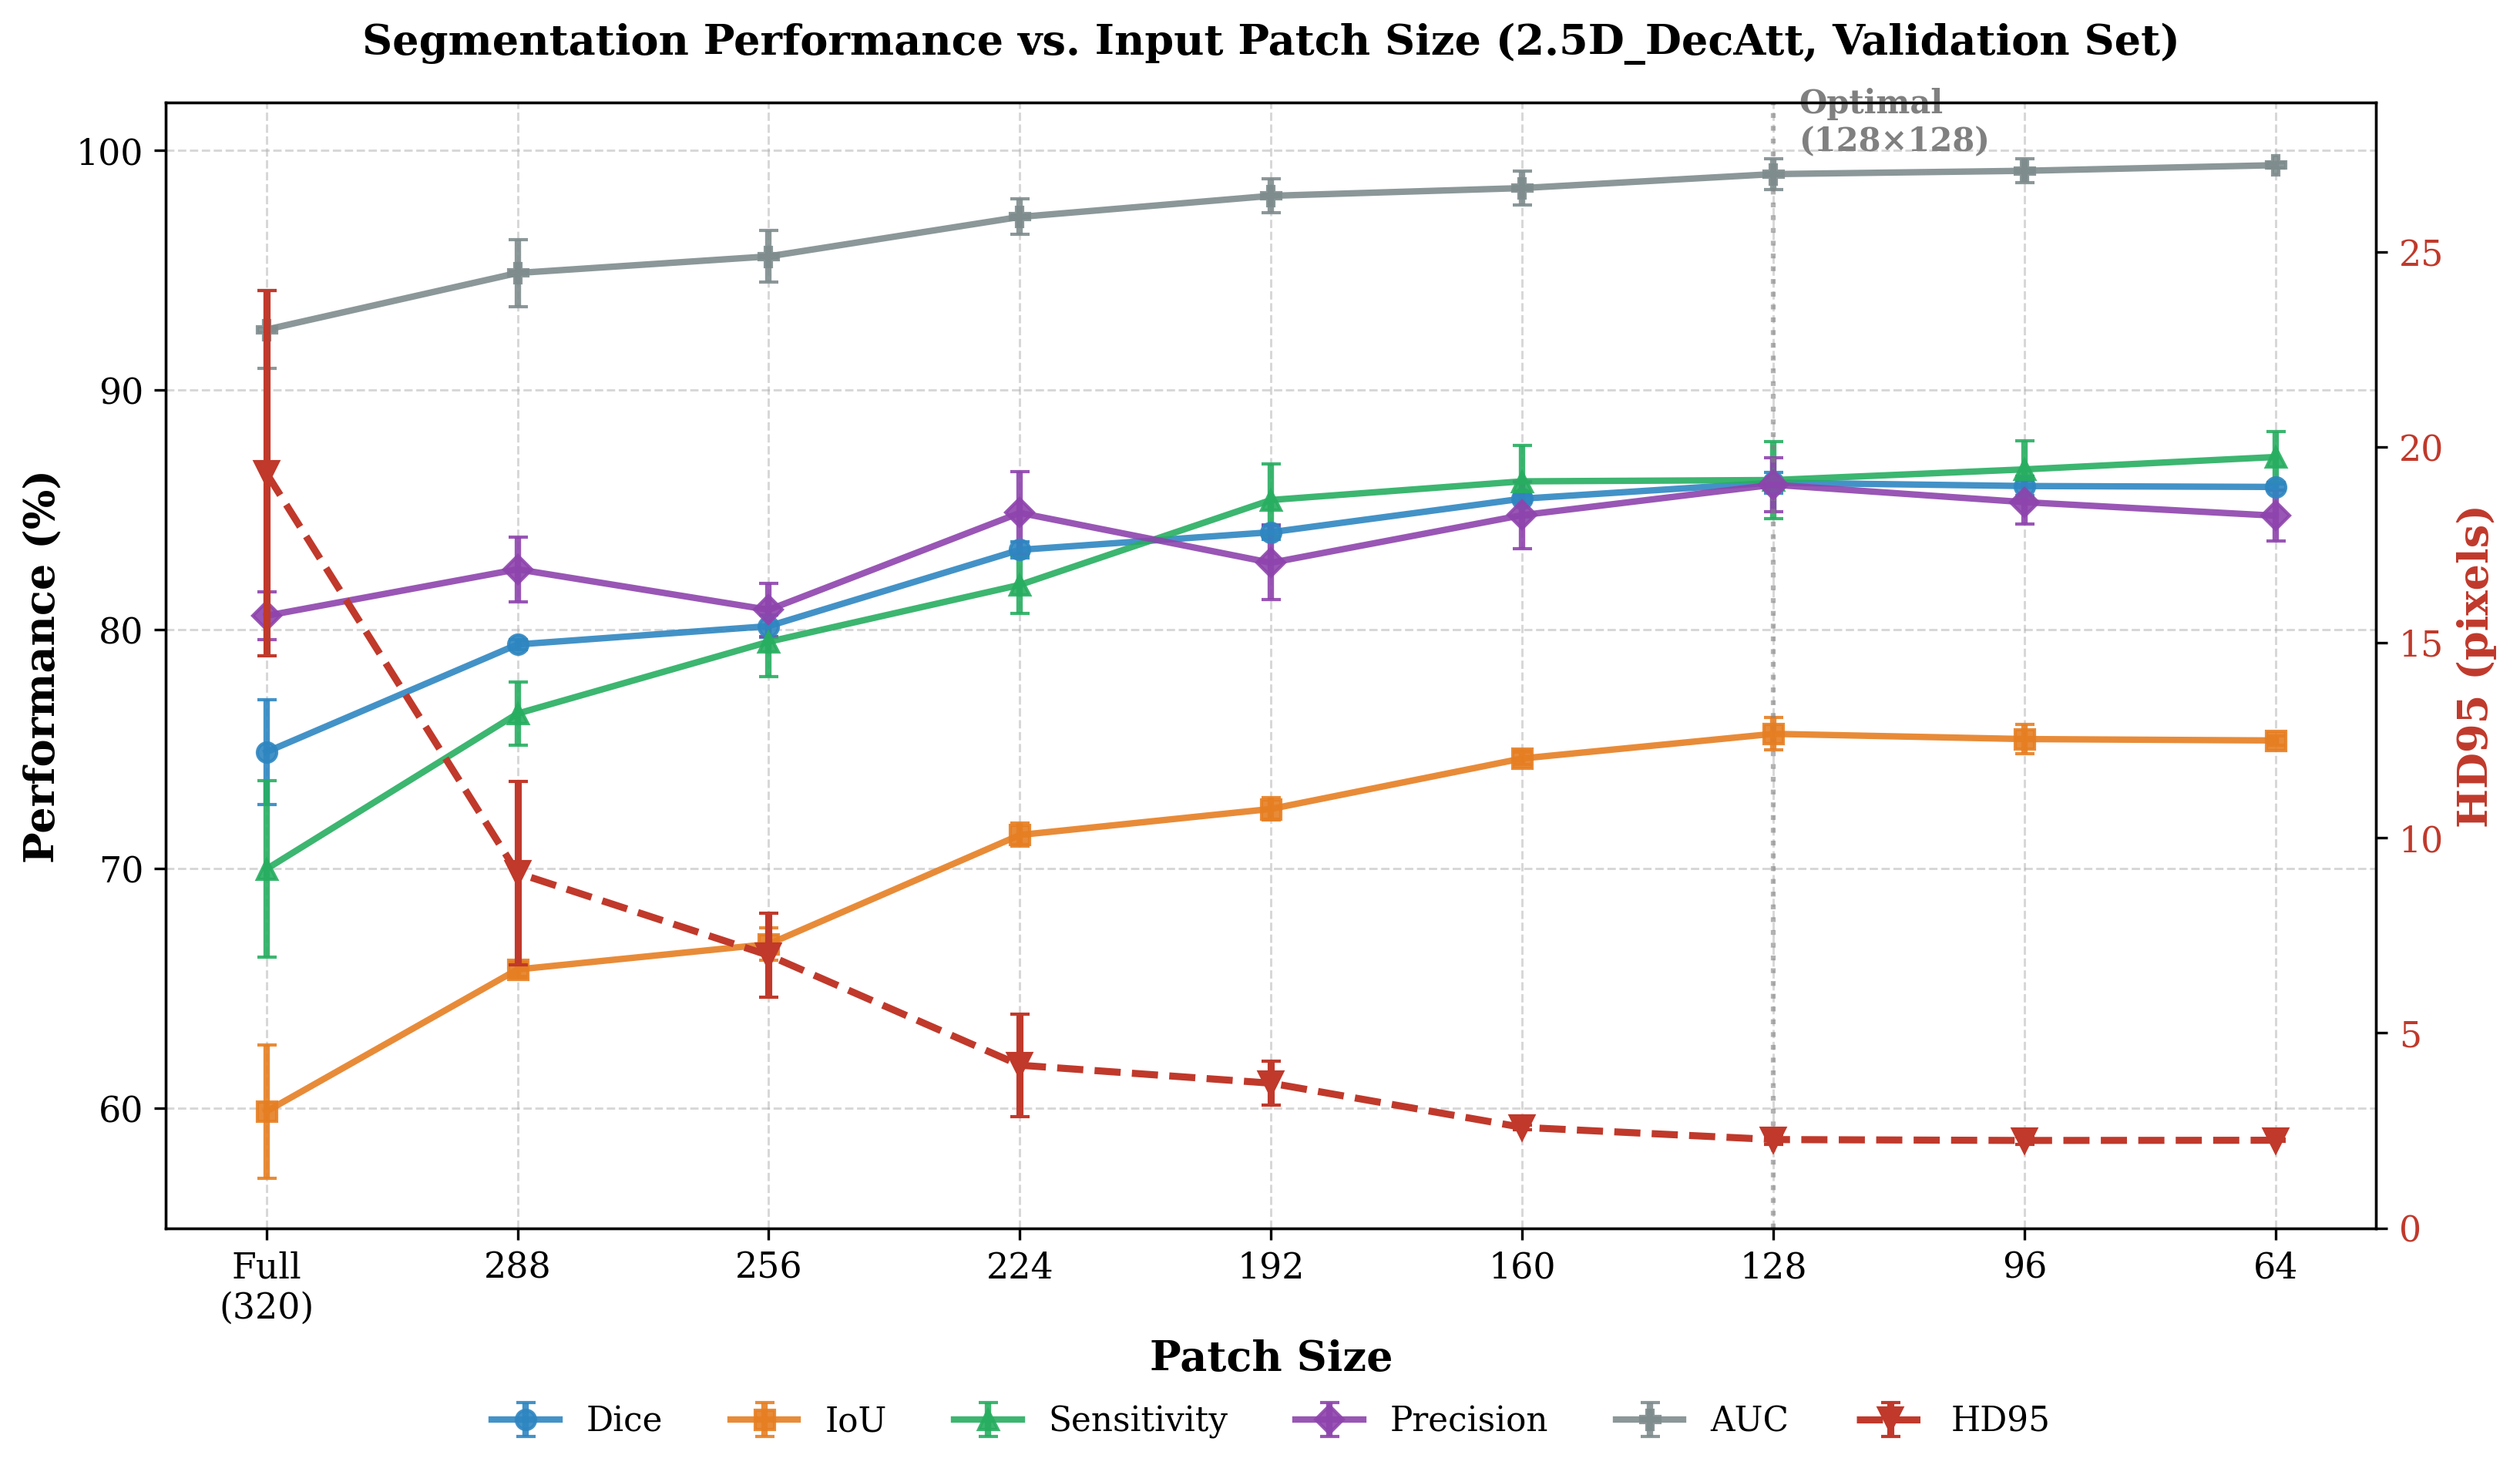 Segmentation Performance vs. Input Patch Size (2.5D_DecAtt, Validation Set)
Optimal
(128×128)
100
90
80
70
60
Performance (%)
25
20
15
10
5
0
HD95 (pixels)
Full
(320)
288
256
224
192
160
128
96
64
Patch Size
Dice
IoU
Sensitivity
Precision
AUC
HD95